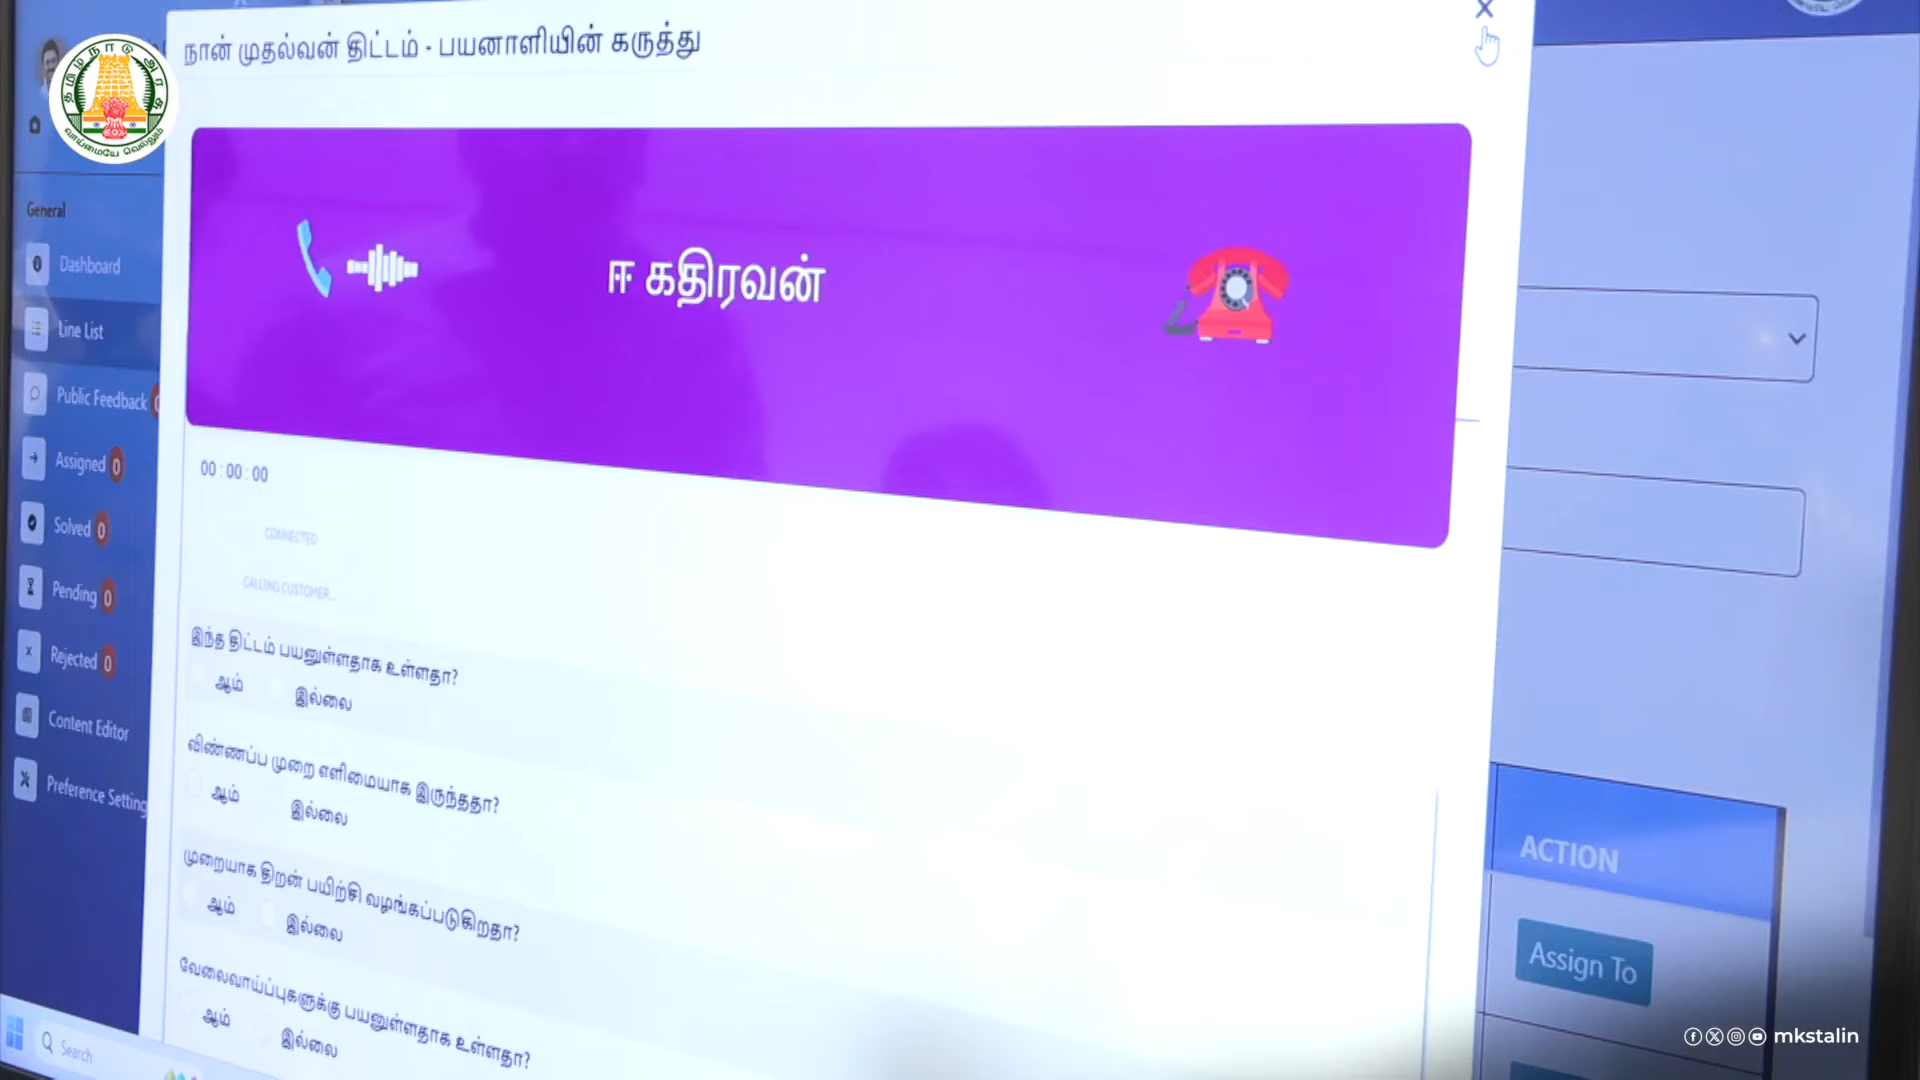 நான் முதல்வன் திட்டம் - பயனாளியின் கருத்து
X
தமிழ்நாடு அரசு
வாய்மையே வெல்லும்
ஈ கதிரவன்
General
Dashboard
Line List
Public Feedback 0
Assigned 0
Solved 0
Pending 0
Rejected 0
Content Editor
Preference Setting
00 : 00 : 00
CONNECTED
CALLING CUSTOMER...
இந்த திட்டம் பயனுள்ளதாக உள்ளதா?
ஆம் இல்லை
விண்ணப்ப முறை எளிமையாக இருந்ததா?
ஆம் இல்லை
முறையாக திறன் பயிற்சி வழங்கப்படுகிறதா?
ஆம் இல்லை
வேலைவாய்ப்புகளுக்கு பயனுள்ளதாக உள்ளதா?
ஆம் இல்லை
ACTION
Assign To
Search
mkstalin